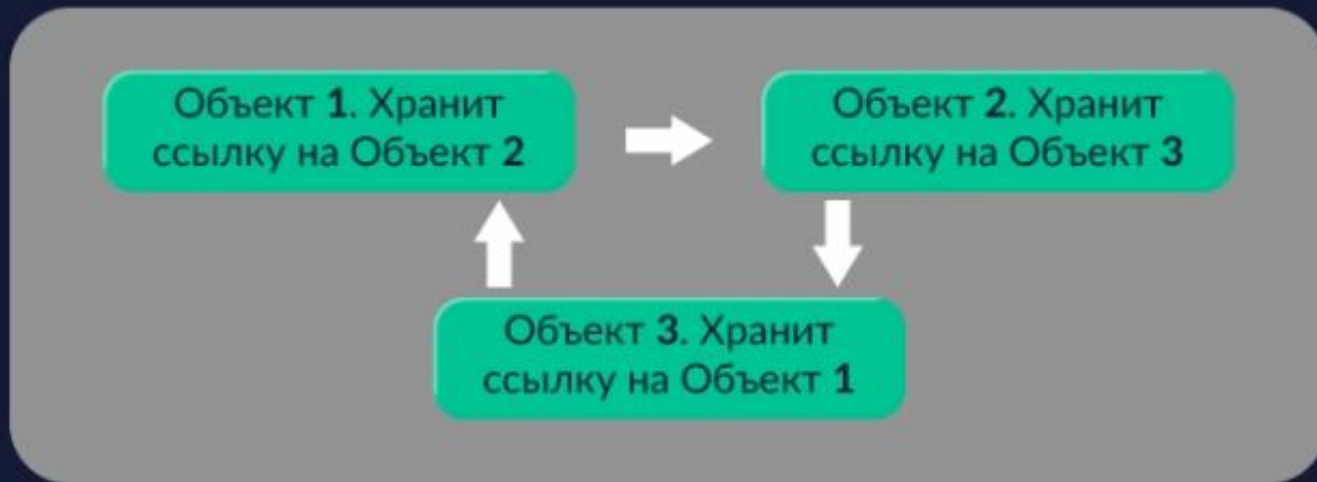 Объект 1. Хранит
ссылку на Объект 2
Объект 2. Хранит
ссылку на Объект 3
Объект 3. Хранит
ссылку на Объект 1